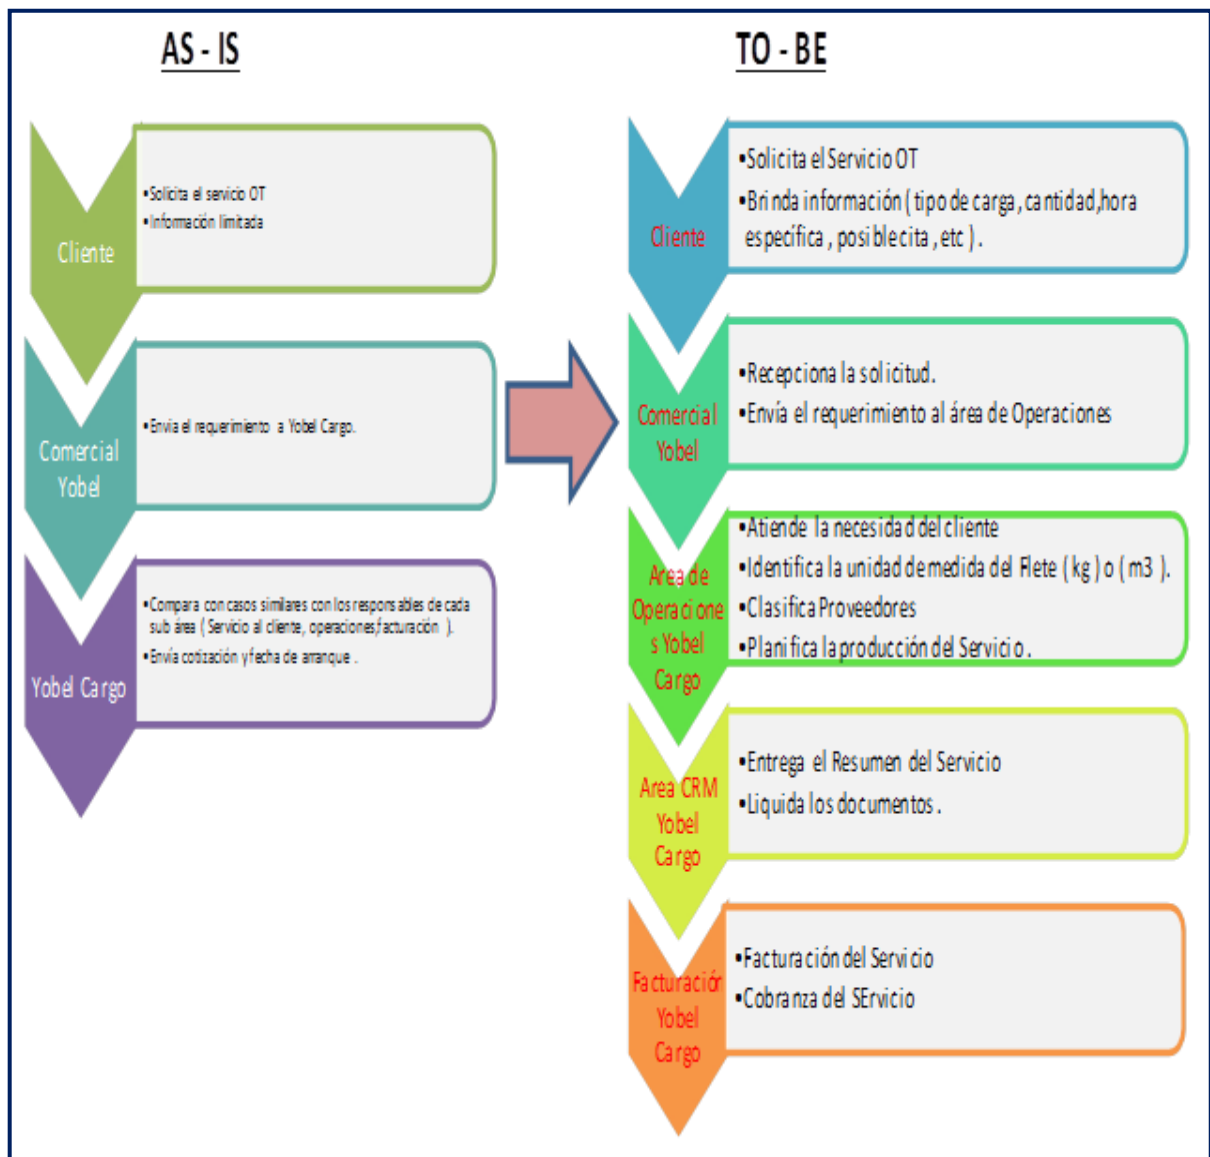 AS - IS
Cliente
•Solicita el servicio OT
•Información limitada
Comercial
Yobel
•Envia el requerimiento a Yobel Cargo.
Yobel Cargo
•Compara con casos similares con los responsables de cada
sub área ( Servicio al cliente, operaciones,facturación ).
•Envía cotización y fecha de arranque .
TO - BE
Cliente
•Solicita el Servicio OT
•Brinda información ( tipo de carga , cantidad,hora
específica , posible cita , etc ) .
Comercial
Yobel
•Recepciona la solicitud.
•Envía el requerimiento al área de Operaciones
Area de
Operacione
s Yobel
Cargo
•Atiende la necesidad del cliente
•Identifica la unidad de medida del Flete ( kg ) o ( m3 ).
•Clasifica Proveedores
•Planifica la producción del Servicio .
Area CRM
Yobel
Cargo
•Entrega el Resumen del Servicio
•Liquida los documentos .
Facturación
Yobel
Cargo
•Facturación del Servicio
•Cobranza del SErvicio